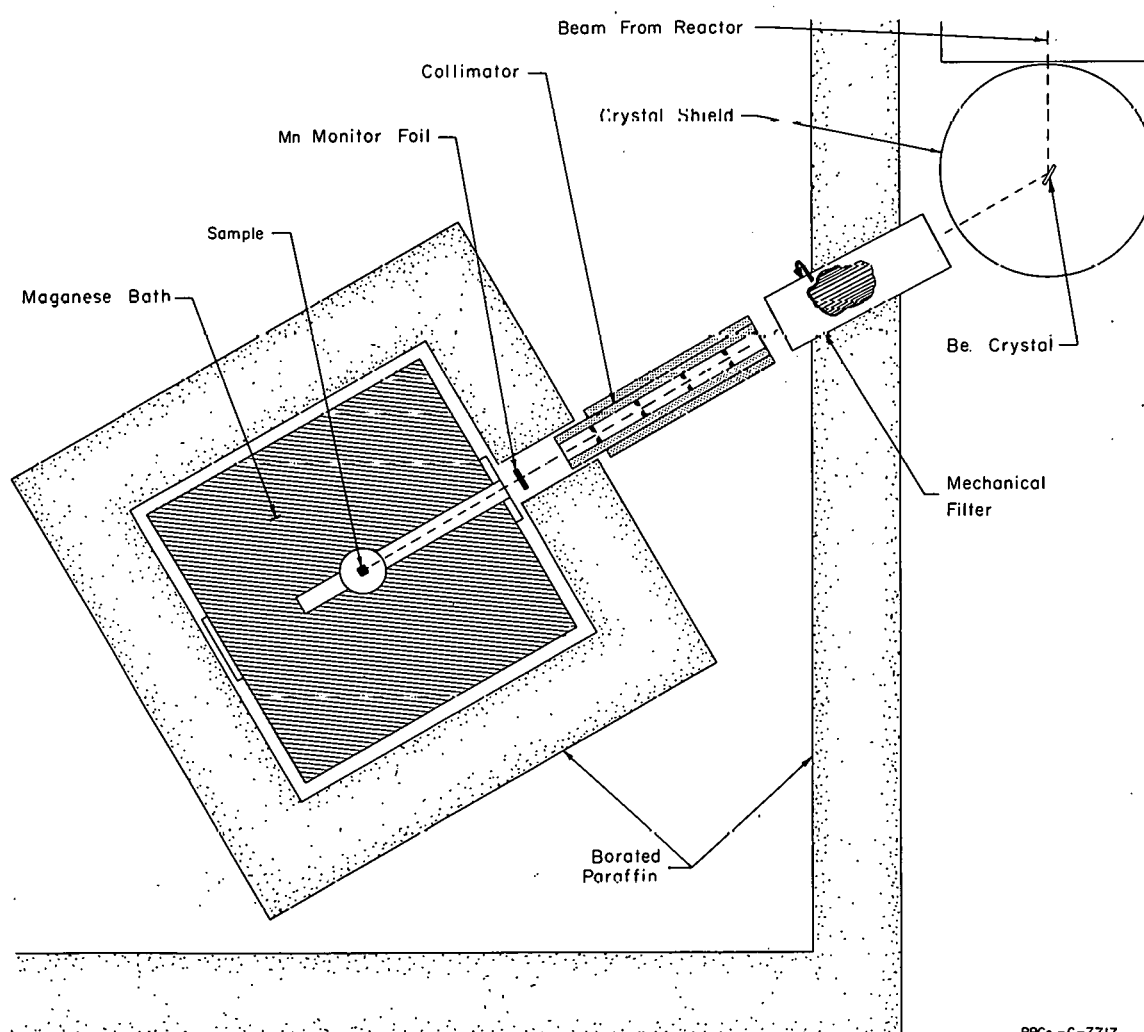 Beam From Reactor
Collimator
Crystal Shield
Mn Monitor Foil
Sample
Maganese Bath
Be. Crystal
Mechanical
Filter
Borated
Paraffin